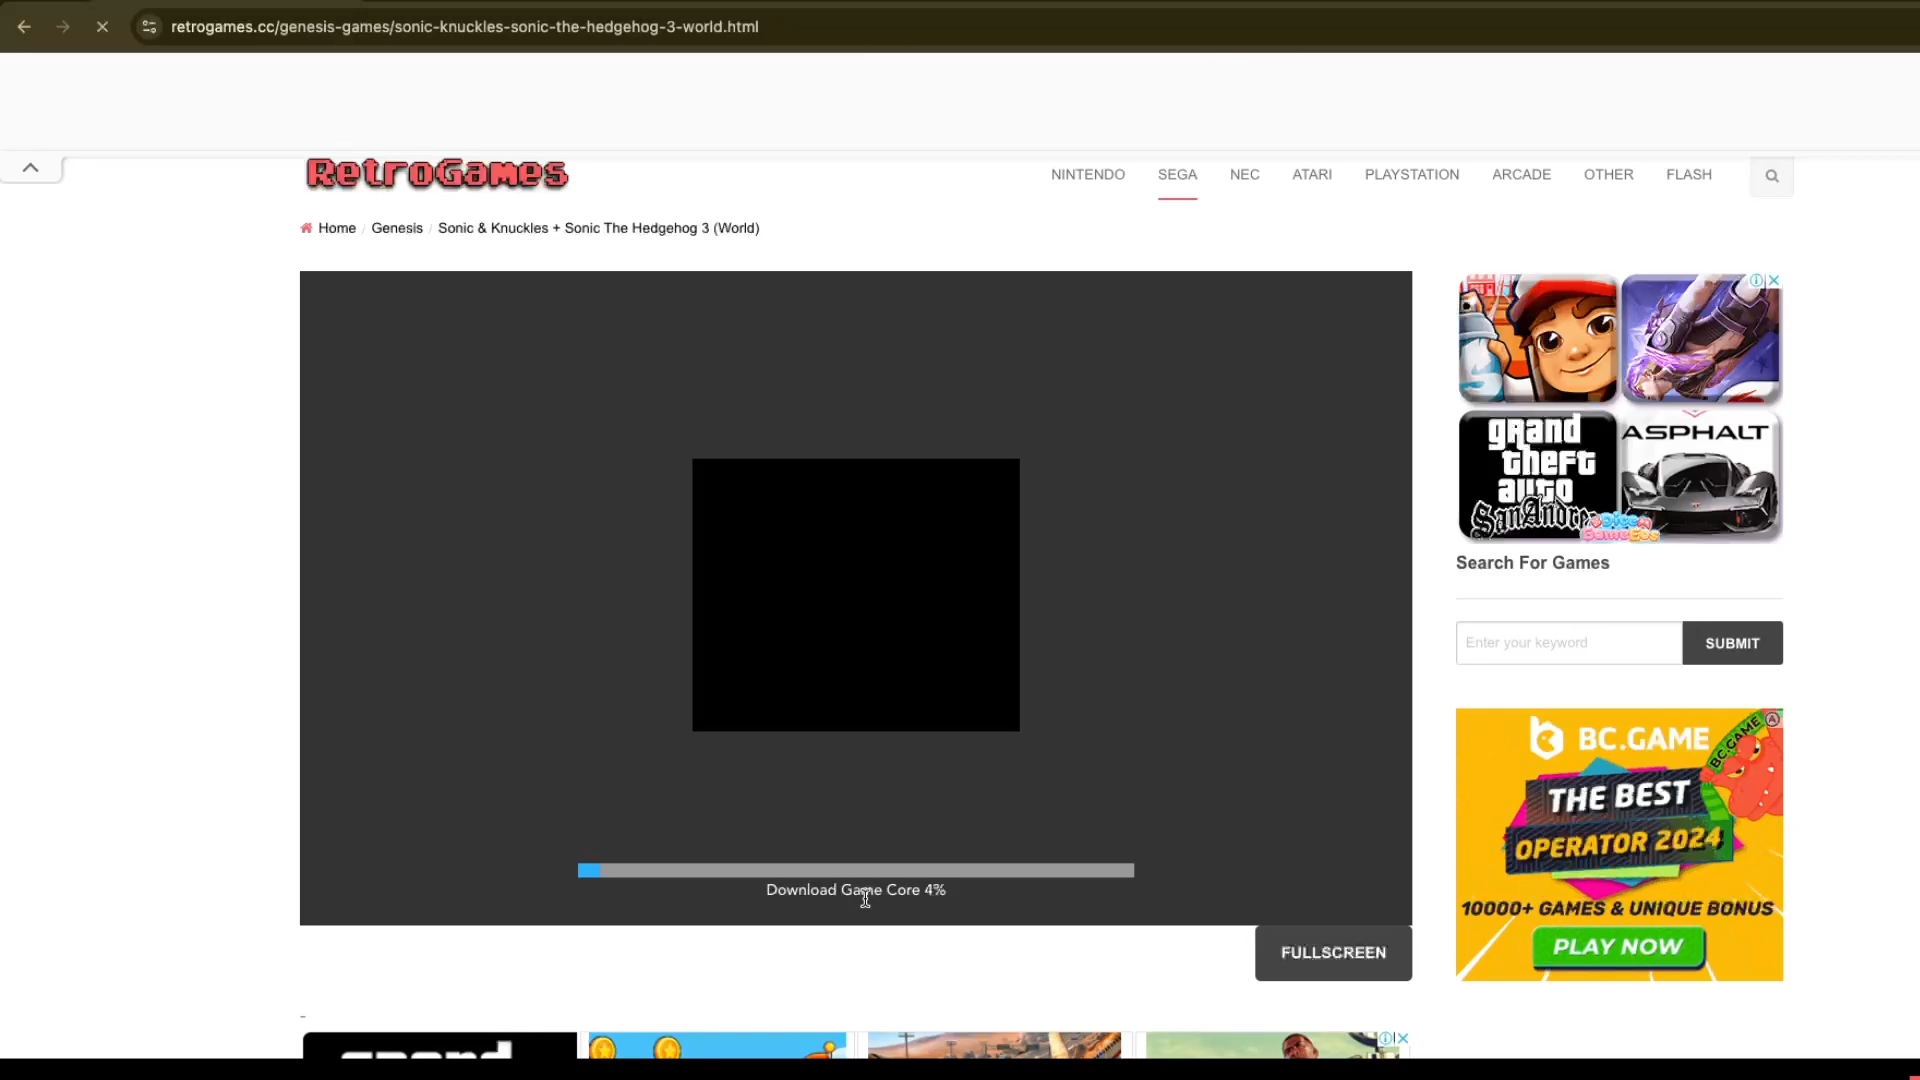 retrogames.cc/genesis-games/sonic-knuckles-sonic-the-hedgehog-3-world.html
RetroGames
NINTENDO SEGA NEC ATARI PLAYSTATION ARCADE OTHER FLASH
Home / Genesis / Sonic & Knuckles + Sonic The Hedgehog 3 (World)
grand
theft
auto
San Andre
ASPHALT
Search For Games
Enter your keyword
SUBMIT
BC.GAME
BC.GAME
THE BEST
OPERATOR 2024
10000+ GAMES & UNIQUE BONUS
PLAY NOW
Download Game Core 4%
FULLSCREEN
-